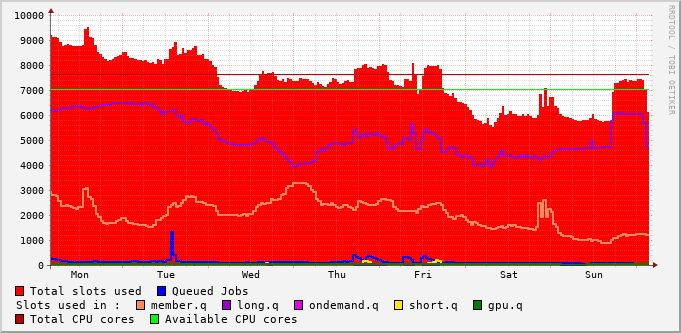 10000
9000
8000
7000
6000
5000
4000
3000
2000
1000
0
Mon Tue Wed Thu Fri Sat Sun
RRDTOOL / TOBI OETIKER
Total slots used Queued Jobs
Slots used in : member.q long.q ondemand.q short.q gpu.q
Total CPU cores Available CPU cores